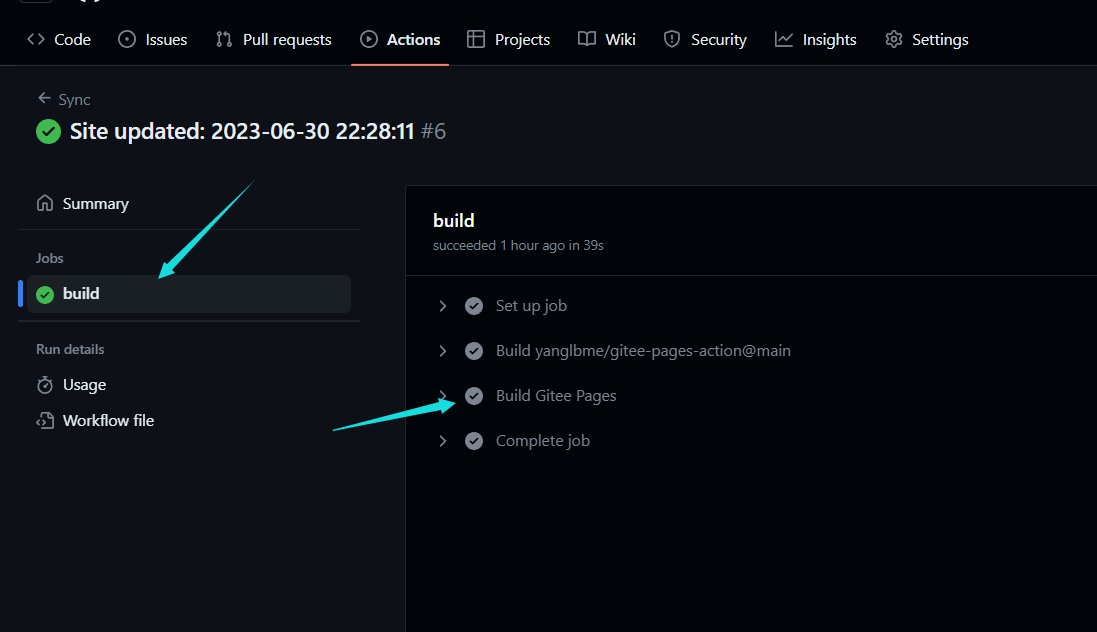 Code Issues Pull requests Actions Projects Wiki Security Insights Settings
Sync
Site updated: 2023-06-30 22:28:11 #6
Summary
Jobs
build
Run details
Usage
Workflow file
build
succeeded 1 hour ago in 39s
Set up job
Build yanglbme/gitee-pages-action@main
Build Gitee Pages
Complete job